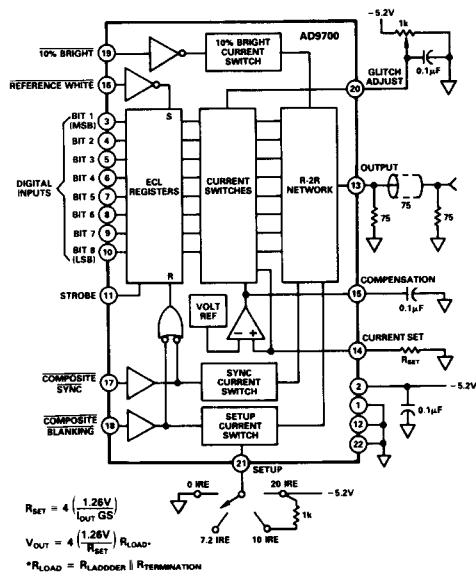 AD9700
10% BRIGHT
19
10% BRIGHT
CURRENT
SWITCH
-5.2V
1k
REFERENCE WHITE
16
20
GLITCH
ADJUST
0.1µF
BIT 1
(MSB)
3
BIT 2
4
BIT 3
5
BIT 4
6
BIT 5
7
BIT 6
8
BIT 7
9
BIT 8
(LSB)
10
DIGITAL
INPUTS
S
ECL
REGISTERS
R
CURRENT
SWITCHES
R-2R
NETWORK
OUTPUT
13
75
75
75
STROBE
11
VOLT
REF
- +
COMPENSATION
15
0.1µF
CURRENT SET
14
RSET
COMPOSITE
SYNC
17
SYNC
CURRENT
SWITCH
2
-5.2V
1
0.1µF
12
COMPOSITE
BLANKING
18
SETUP
CURRENT
SWITCH
22
21
SETUP
0 IRE
20 IRE
-5.2V
1k
7.2 IRE
10 IRE
RSET = 4 (1.26V / IOUT GS)
VOUT = 4 (1.26V / RSET) RLOAD*
*RLOAD = RLADDDER || RTERMINATION